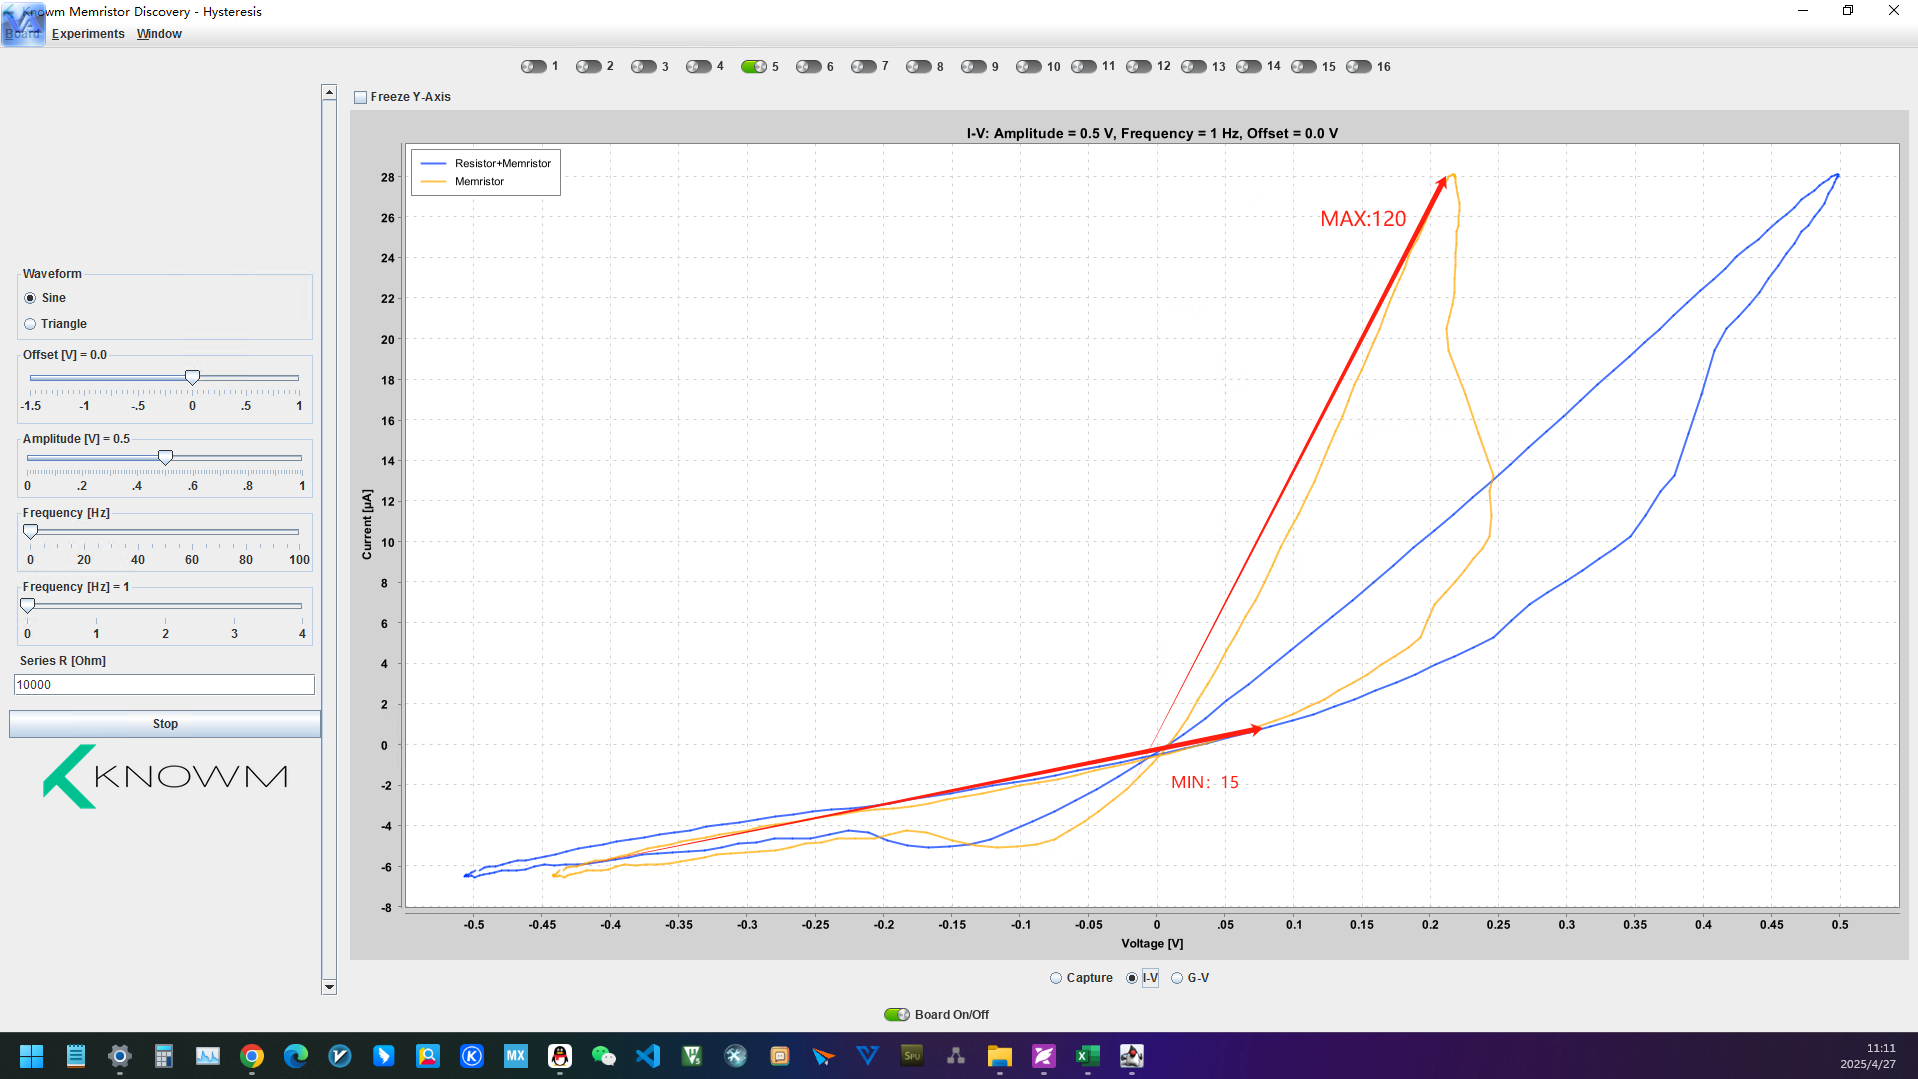 Knowm Memristor Discovery - Hysteresis
Board Experiments Window
1 2 3 4 5 6 7 8 9 10 11 12 13 14 15 16
Freeze Y-Axis
I-V: Amplitude = 0.5 V, Frequency = 1 Hz, Offset = 0.0 V
Resistor+Memristor
Memristor
28
26
24
22
20
18
16
14
12
10
8
6
4
2
0
-2
-4
-6
-8
Current [µA]
MAX:120
MIN: 15
-0.5 -0.45 -0.4 -0.35 -0.3 -0.25 -0.2 -0.15 -0.1 -0.05 0 .05 0.1 0.15 0.2 0.25 0.3 0.35 0.4 0.45 0.5
Voltage [V]
Waveform
Sine
Triangle
Offset [V] = 0.0
-1.5 -1 -.5 0 .5 1
Amplitude [V] = 0.5
0 .2 .4 .6 .8 1
Frequency [Hz]
0 20 40 60 80 100
Frequency [Hz] = 1
0 1 2 3 4
Series R [Ohm]
10000
Stop
KNOWM
Capture I-V G-V
Board On/Off
MX
SPU
11:11
2025/4/27